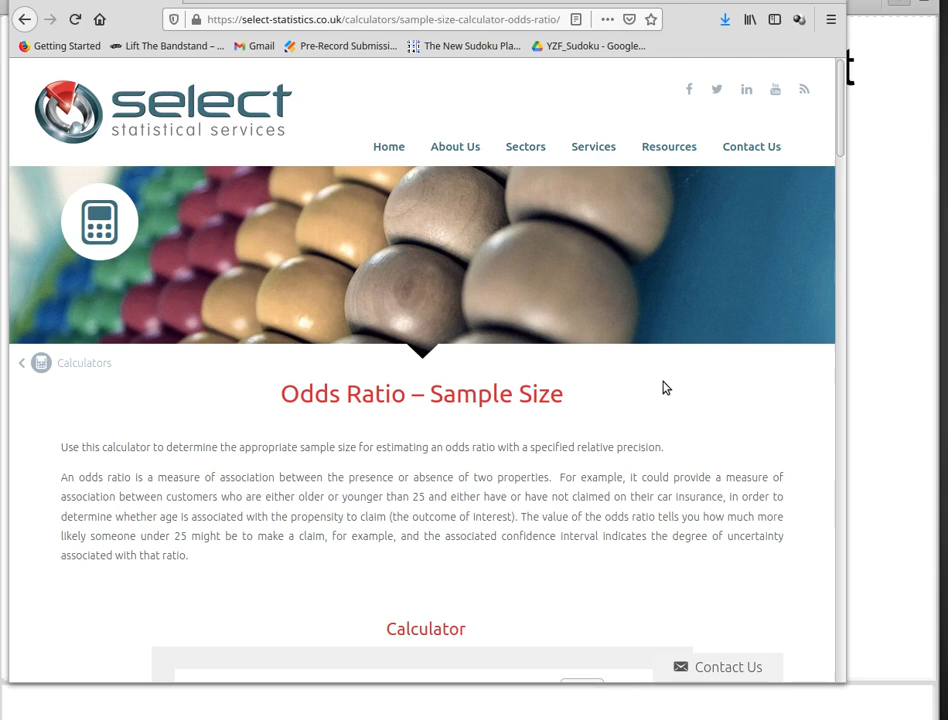 https://select-statistics.co.uk/calculators/sample-size-calculator-odds-ratio/
Getting Started Lift The Bandstand – ... Gmail Pre-Record Submissi... The New Sudoku Pla... YZF_Sudoku - Google...
t
select
statistical services
Home About Us Sectors Services Resources Contact Us
Calculators
Odds Ratio – Sample Size
Use this calculator to determine the appropriate sample size for estimating an odds ratio with a specified relative precision.
An odds ratio is a measure of association between the presence or absence of two properties. For example, it could provide a measure of
association between customers who are either older or younger than 25 and either have or have not claimed on their car insurance, in order to
determine whether age is associated with the propensity to claim (the outcome of interest). The value of the odds ratio tells you how much more
likely someone under 25 might be to make a claim, for example, and the associated confidence interval indicates the degree of uncertainty
associated with that ratio.
Calculator
Contact Us